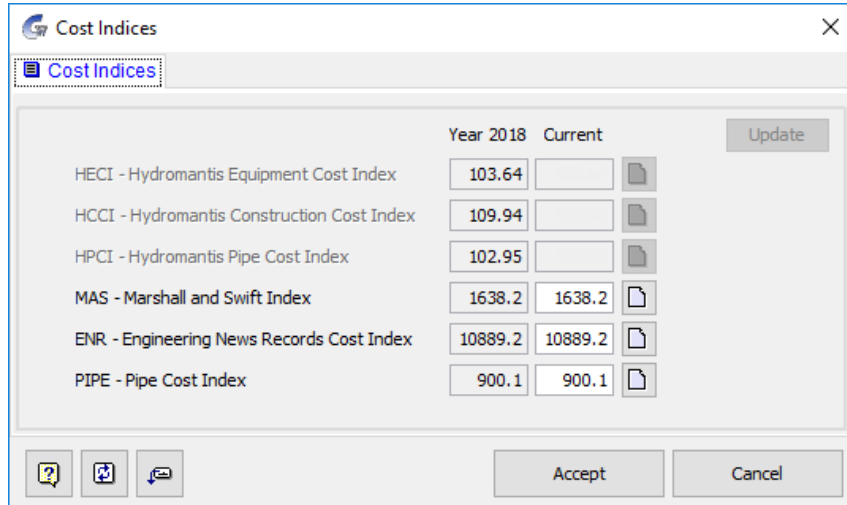 Cost Indices
Cost Indices
Year 2018 Current Update
HECI - Hydromantis Equipment Cost Index 103.64
HCCI - Hydromantis Construction Cost Index 109.94
HPCI - Hydromantis Pipe Cost Index 102.95
MAS - Marshall and Swift Index 1638.2 1638.2
ENR - Engineering News Records Cost Index 10889.2 10889.2
PIPE - Pipe Cost Index 900.1 900.1
? Accept Cancel